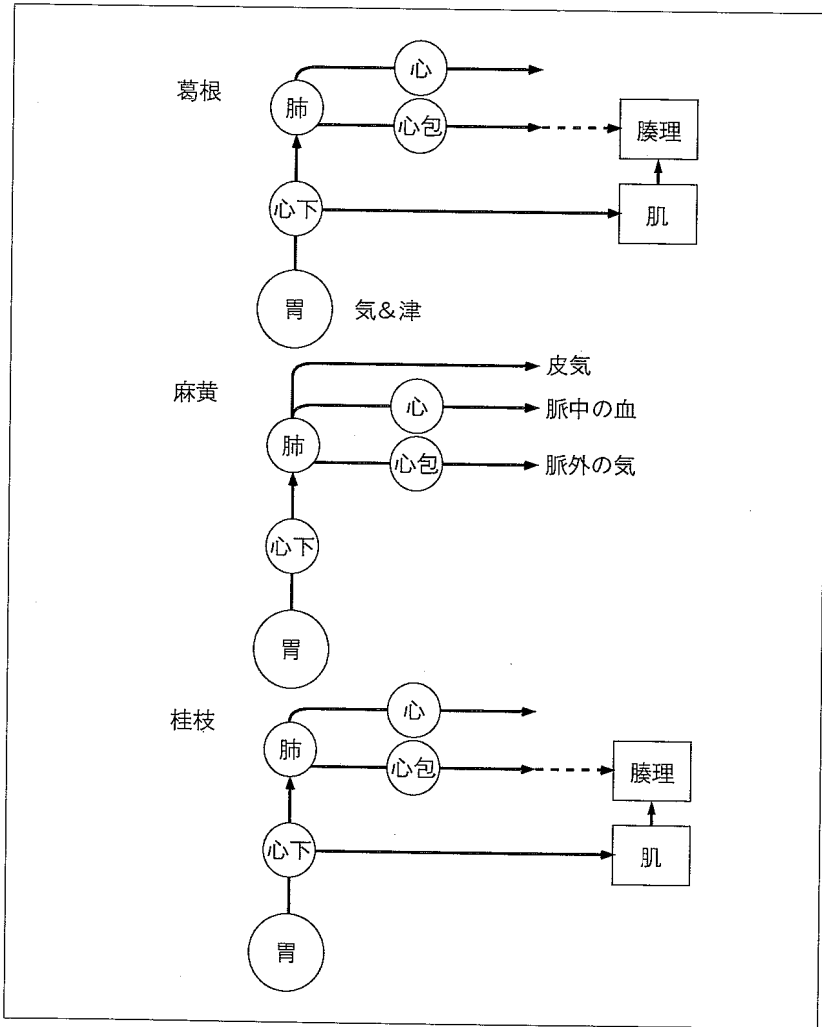 葛根
心
肺
心包
腠理
心下
肌
胃
気&津
麻黄
皮気
心
脈中の血
肺
心包
脈外の気
心下
胃
桂枝
心
肺
心包
腠理
心下
肌
胃